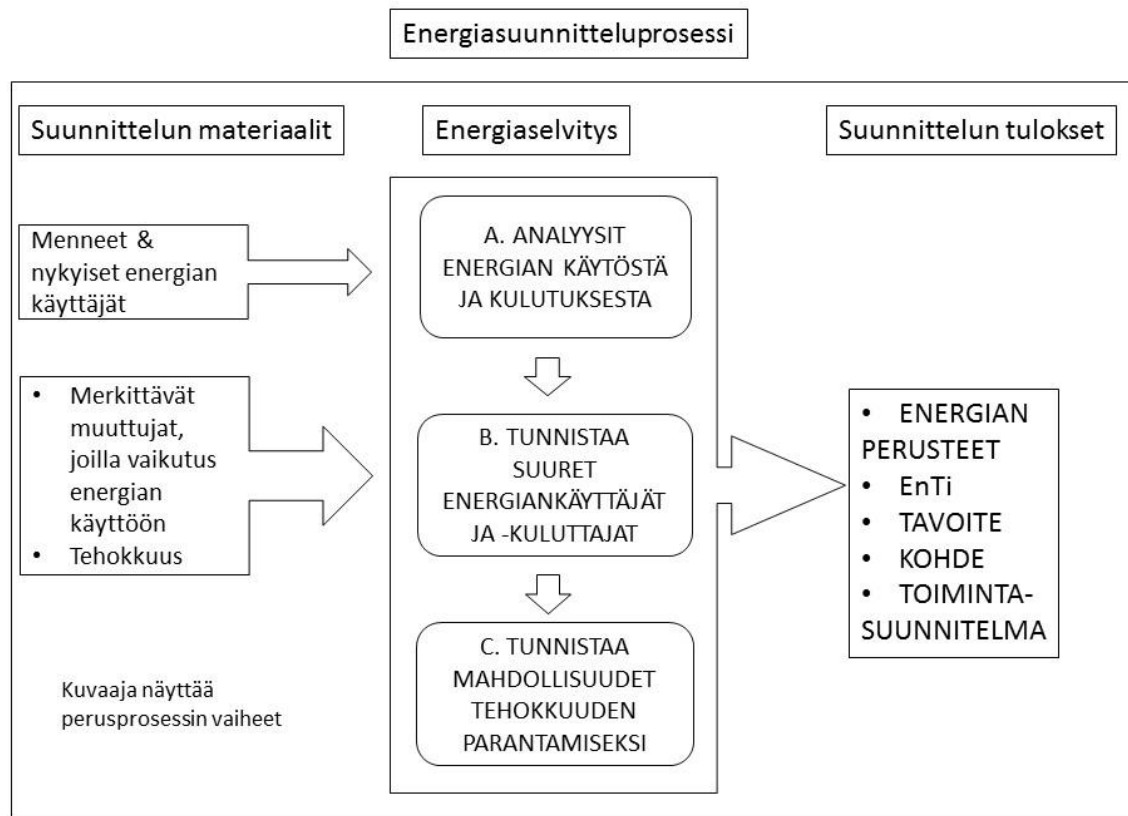 Energiasuunnitteluprosessi
Suunnittelun materiaalit
Energiaselvitys
Suunnittelun tulokset
Menneet &
nykyiset energian
käyttäjät
• Merkittävät
muuttujat,
joilla vaikutus
energian
käyttöön
• Tehokkuus
Kuvaaja näyttää
perusprosessin vaiheet
A. ANALYYSIT
ENERGIAN KÄYTÖSTÄ
JA KULUTUKSESTA
B. TUNNISTAA
SUURET
ENERGIANKÄYTTÄJÄT
JA -KULUTTAJAT
C. TUNNISTAA
MAHDOLLISUUDET
TEHOKKUUDEN
PARANTAMISEKSI
• ENERGIAN
PERUSTEET
• EnTi
• TAVOITE
• KOHDE
• TOIMINTA-
SUUNNITELMA